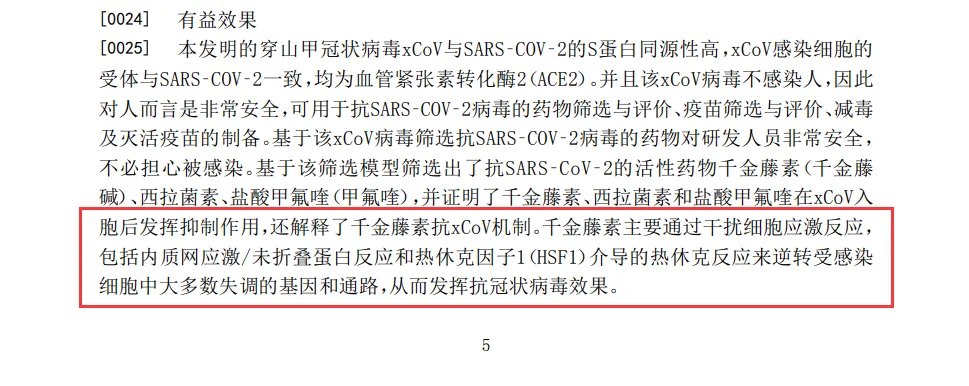 [0024] 有益效果
[0025] 本发明的穿山甲冠状病毒xCoV与SARS-COV-2的S蛋白同源性高,xCoV感染细胞的
受体与SARS-COV-2一致,均为血管紧张素转化酶2(ACE2)。并且该xCoV病毒不感染人,因此
对人而言是非常安全,可用于抗SARS-COV-2病毒的药物筛选与评价、疫苗筛选与评价、减毒
及灭活疫苗的制备。基于该xCoV病毒筛选抗SARS-COV-2病毒的药物对研发人员非常安全,
不必担心被感染。基于该筛选模型筛选出了抗SARS-CoV-2的活性药物千金藤素(千金藤
碱)、西拉菌素、盐酸甲氟喹(甲氟喹),并证明了千金藤素、西拉菌素和盐酸甲氟喹在xCoV入
胞后发挥抑制作用,还解释了千金藤素抗xCoV机制。千金藤素主要通过干扰细胞应激反应,
包括内质网应激/未折叠蛋白反应和热休克因子1(HSF1)介导的热休克反应来逆转受感染
细胞中大多数失调的基因和通路,从而发挥抗冠状病毒效果。
5